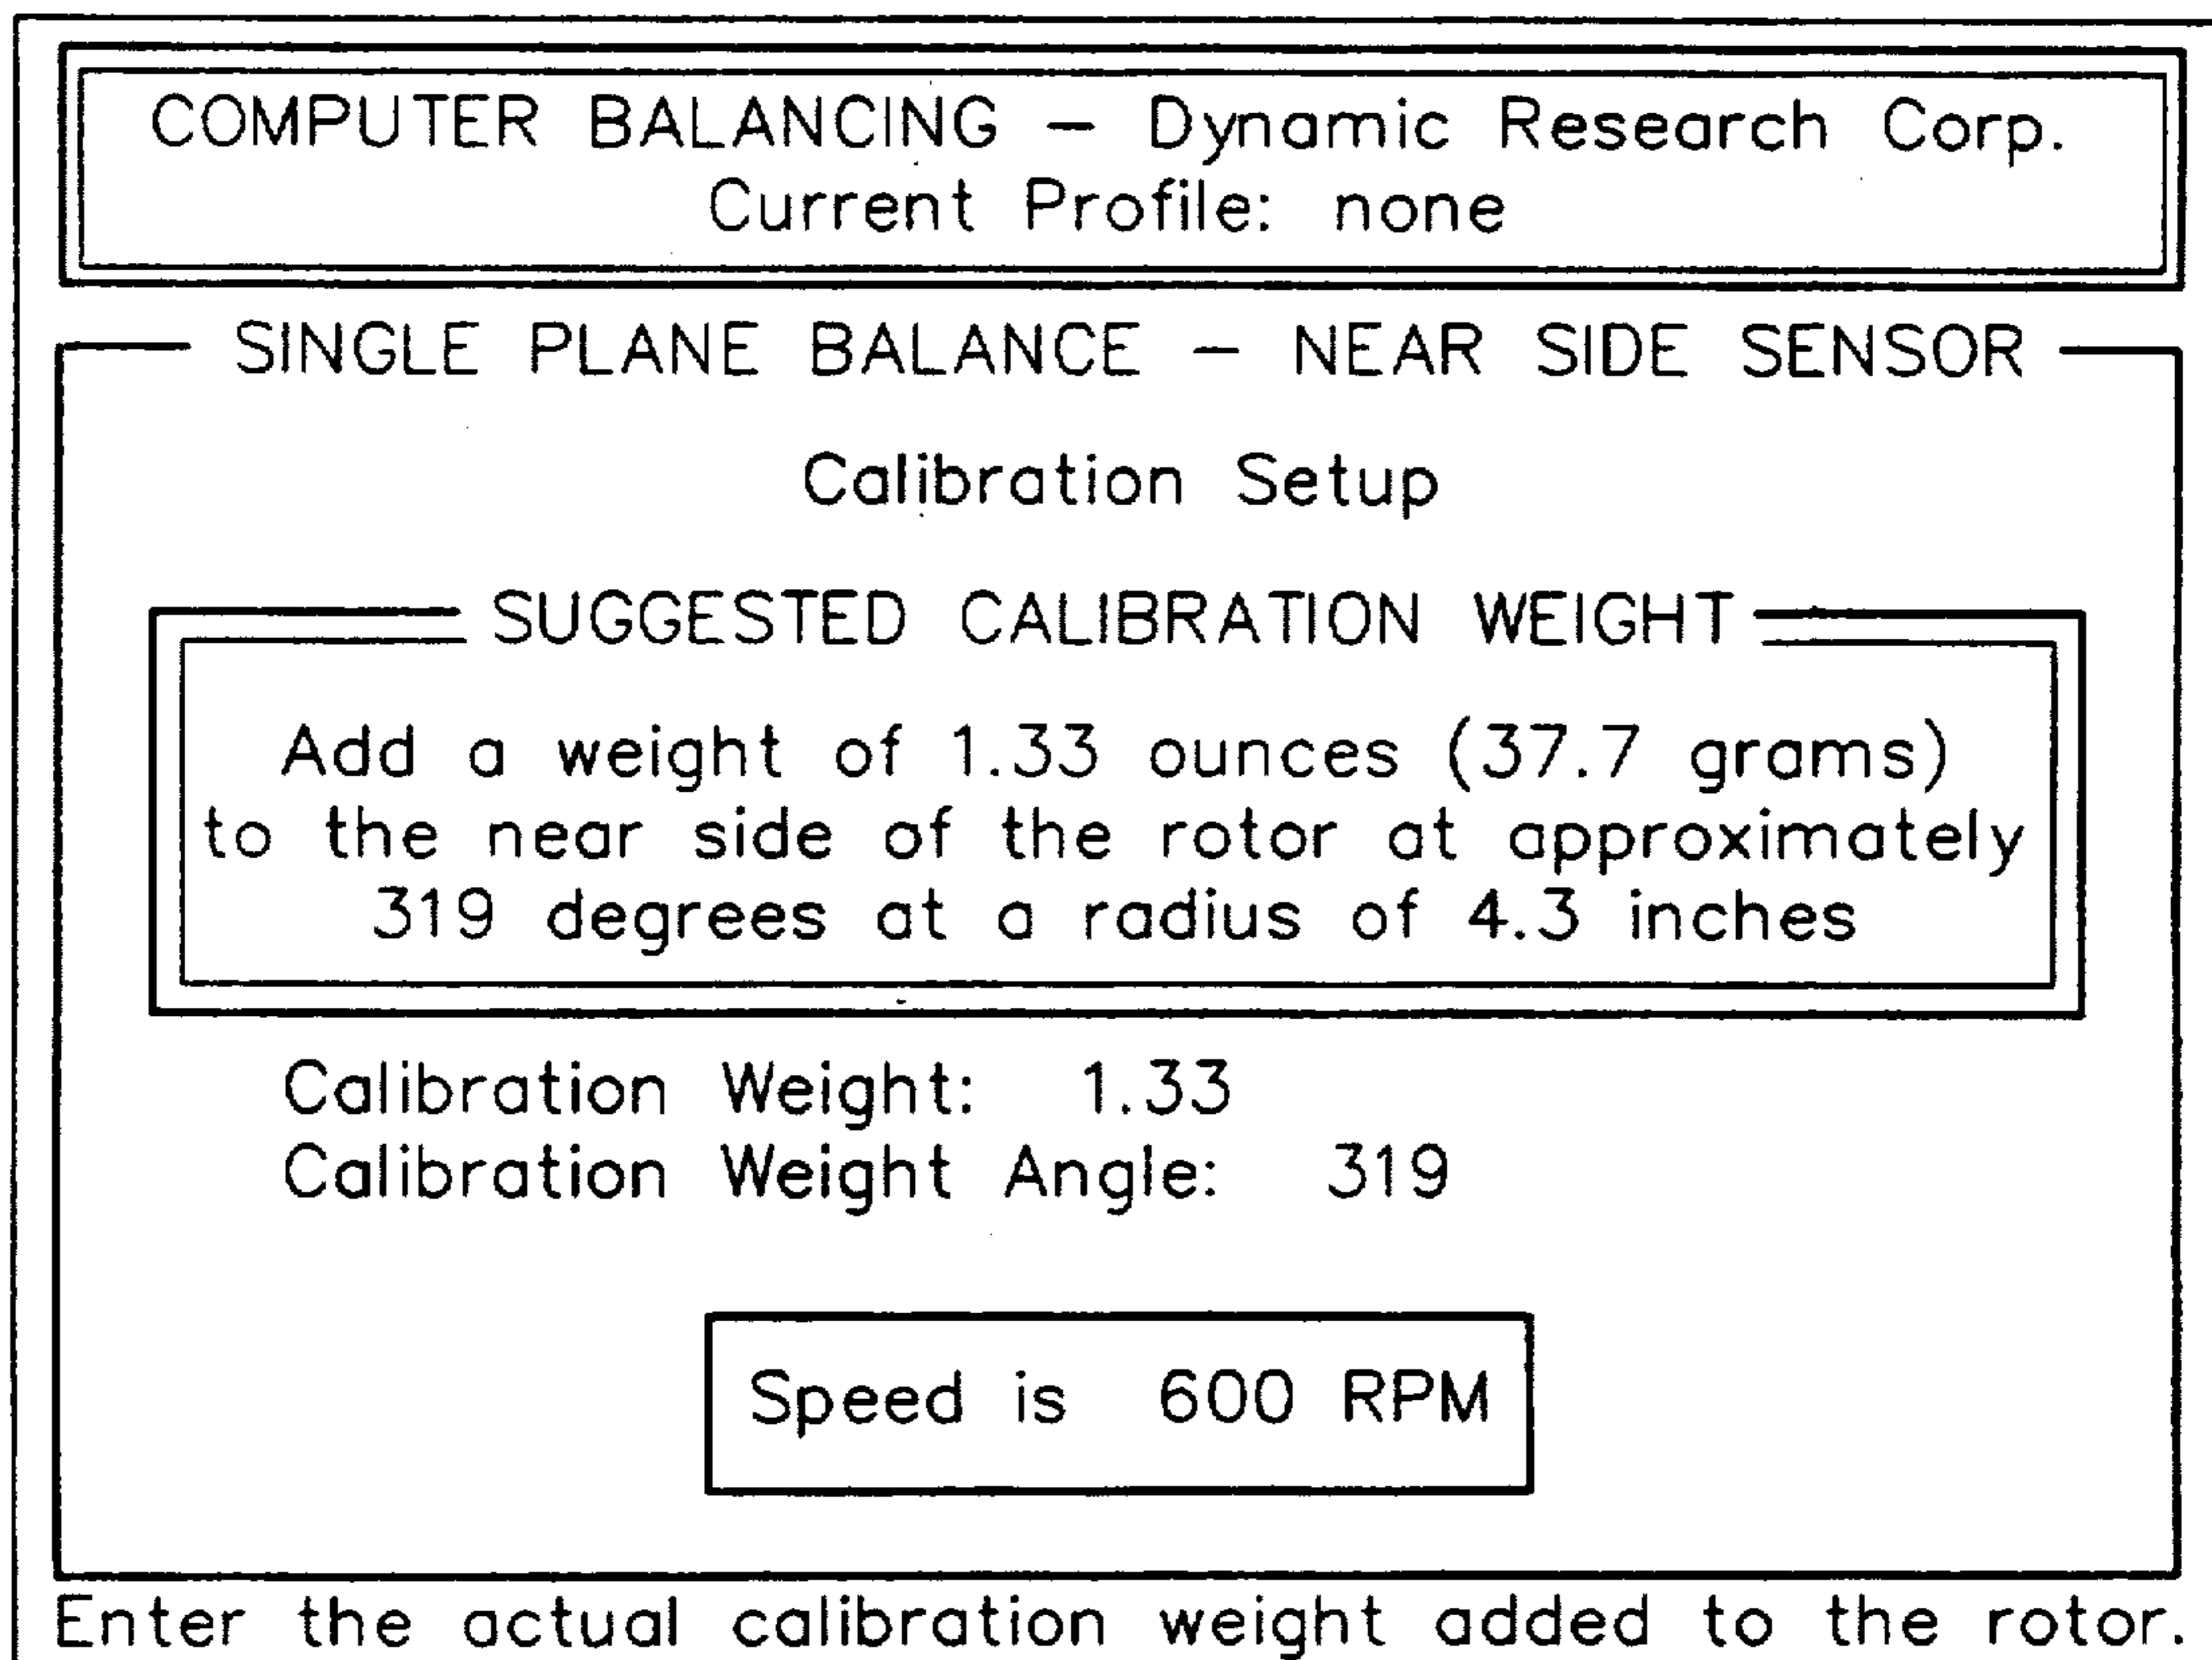 COMPUTER BALANCING – Dynamic Research Corp.
Current Profile: none
SINGLE PLANE BALANCE – NEAR SIDE SENSOR
Calibration Setup
SUGGESTED CALIBRATION WEIGHT
Add a weight of 1.33 ounces (37.7 grams)
to the near side of the rotor at approximately
319 degrees at a radius of 4.3 inches
Calibration Weight: 1.33
Calibration Weight Angle: 319
Speed is 600 RPM
Enter the actual calibration weight added to the rotor.